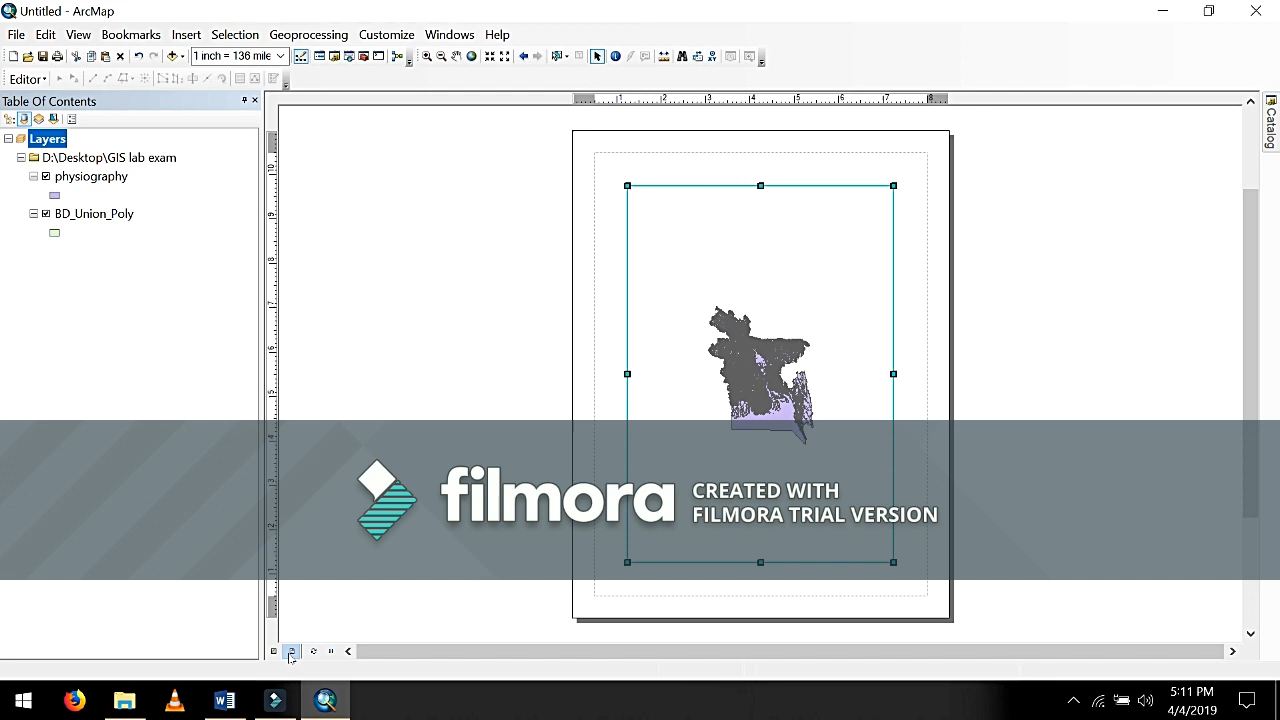 Untitled - ArcMap
File Edit View Bookmarks Insert Selection Geoprocessing Customize Windows Help
1 inch = 136 mile
Editor
Table Of Contents
Layers
D:\Desktop\GIS lab exam
physiography
BD_Union_Poly
Catalog
filmora
CREATED WITH
FILMORA TRIAL VERSION
5:11 PM
4/4/2019